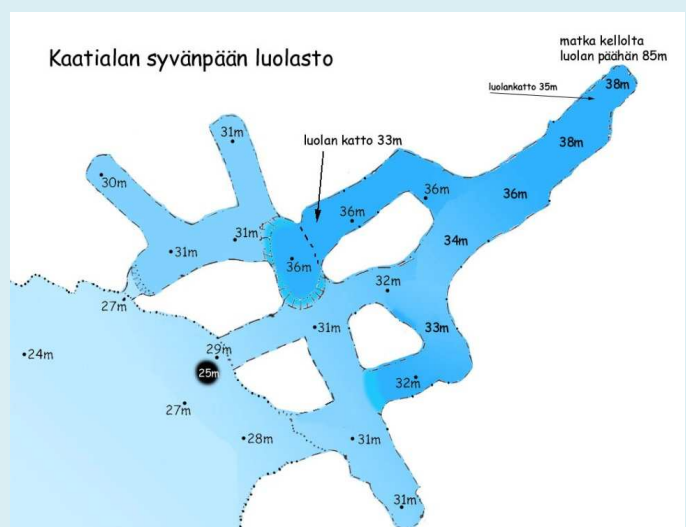 matka kellolta
luolan päähän 85m
Kaatialan syvänpään luolasto
38m
luolankatto 35m
31m
luolan katto 33m
38m
30m
36m
36m
36m
31m
31m
34m
36m
32m
27m
31m
33m
24m
29m
25m
32m
27m
28m
31m
31m